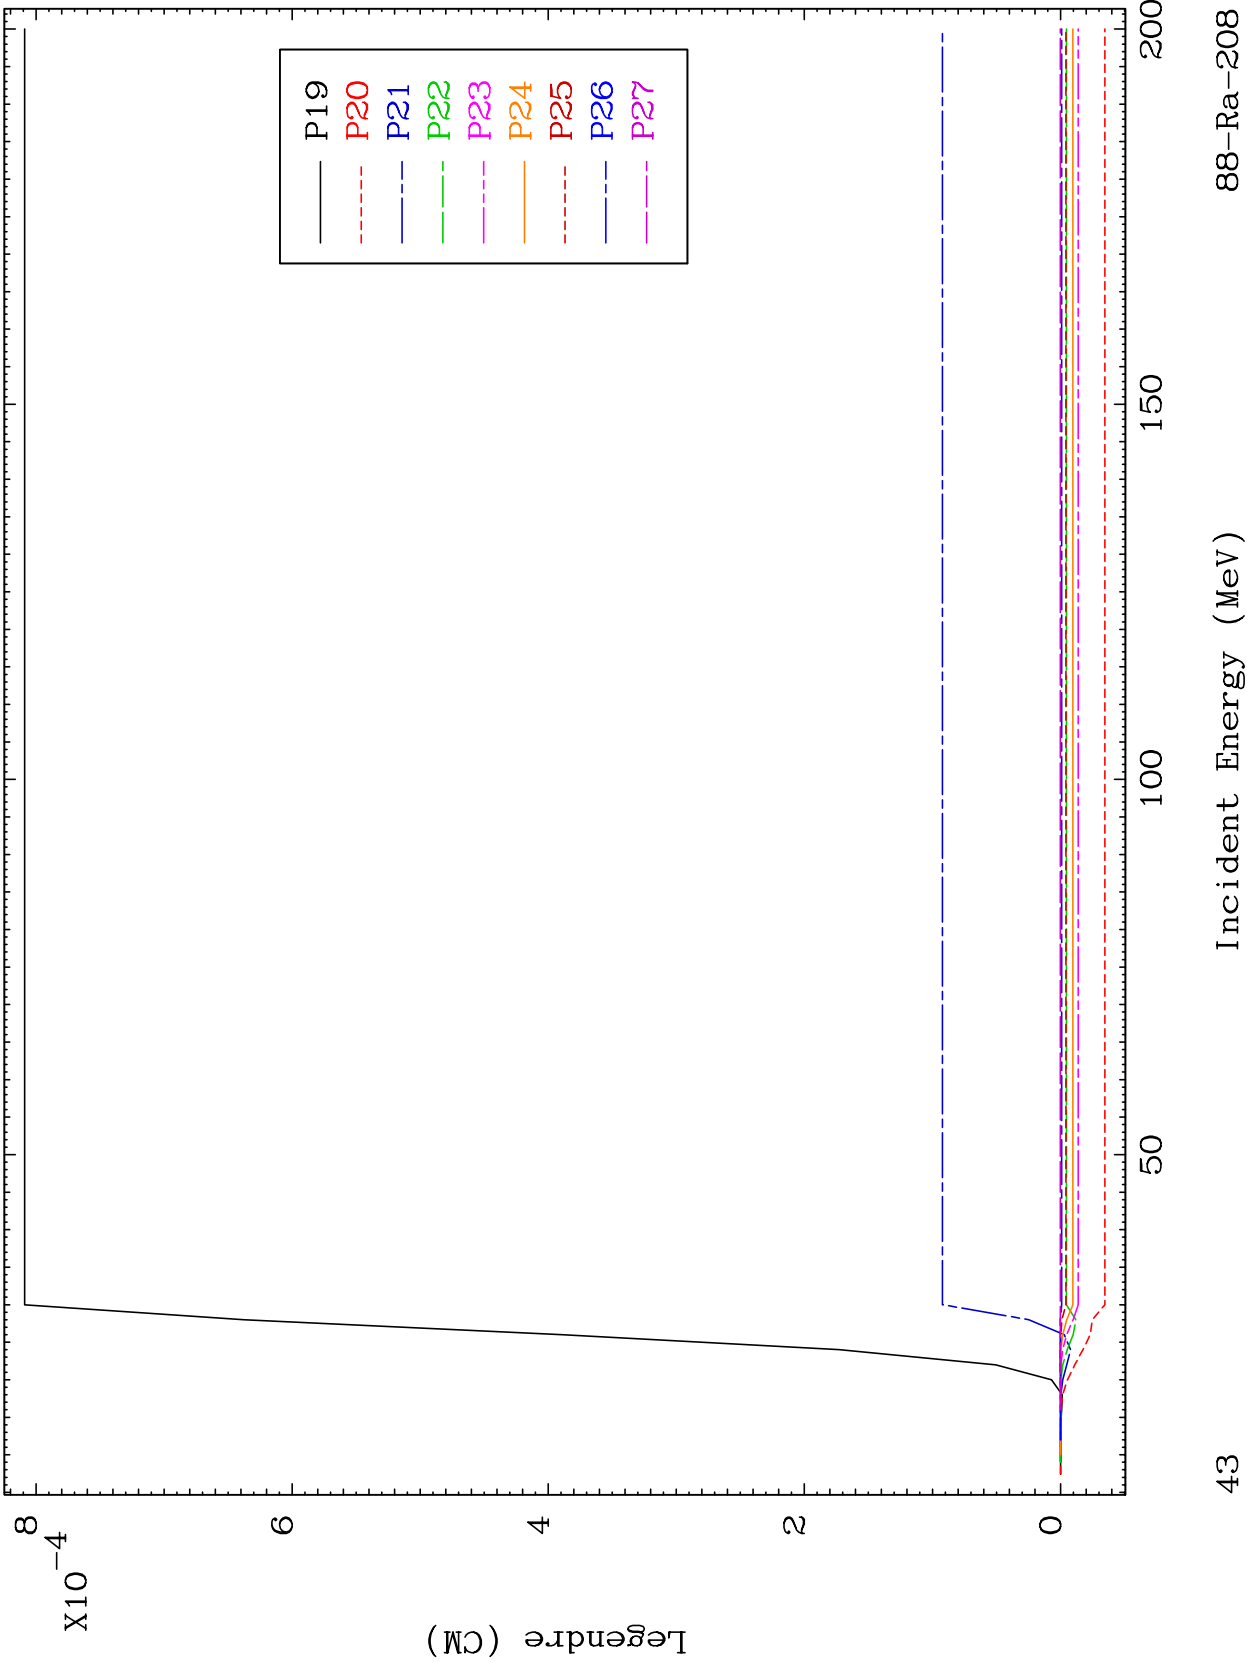 X10-4
8
6
4
2
0
Legendre (CM)
P19
P20
P21
P22
P23
P24
P25
P26
P27
50
100
150
200
Incident Energy (MeV)
43
88-Ra-208